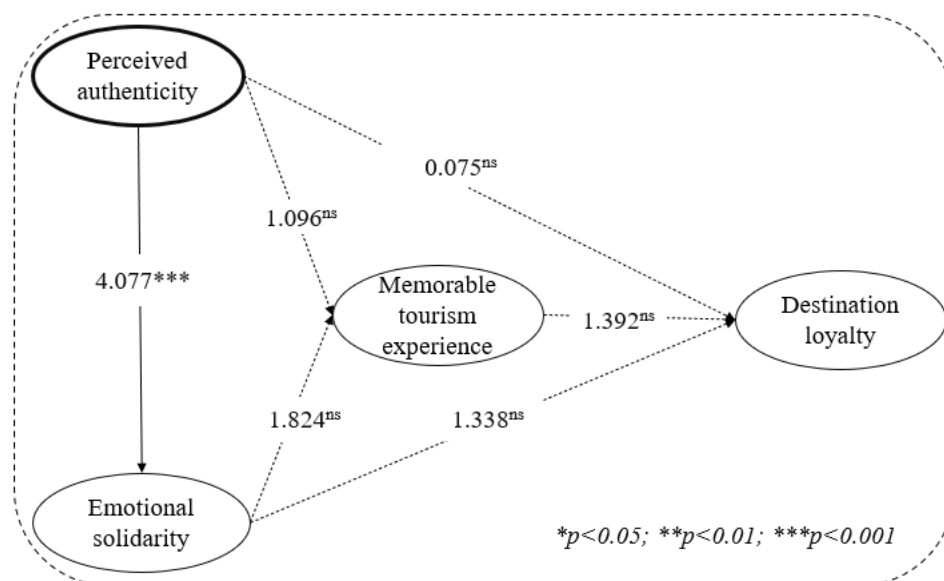 Perceived
authenticity
0.075ns
1.096ns
4.077***
Memorable
tourism
experience
1.392ns
Destination
loyalty
1.824ns
1.338ns
Emotional
solidarity
*p<0.05; **p<0.01; ***p<0.001